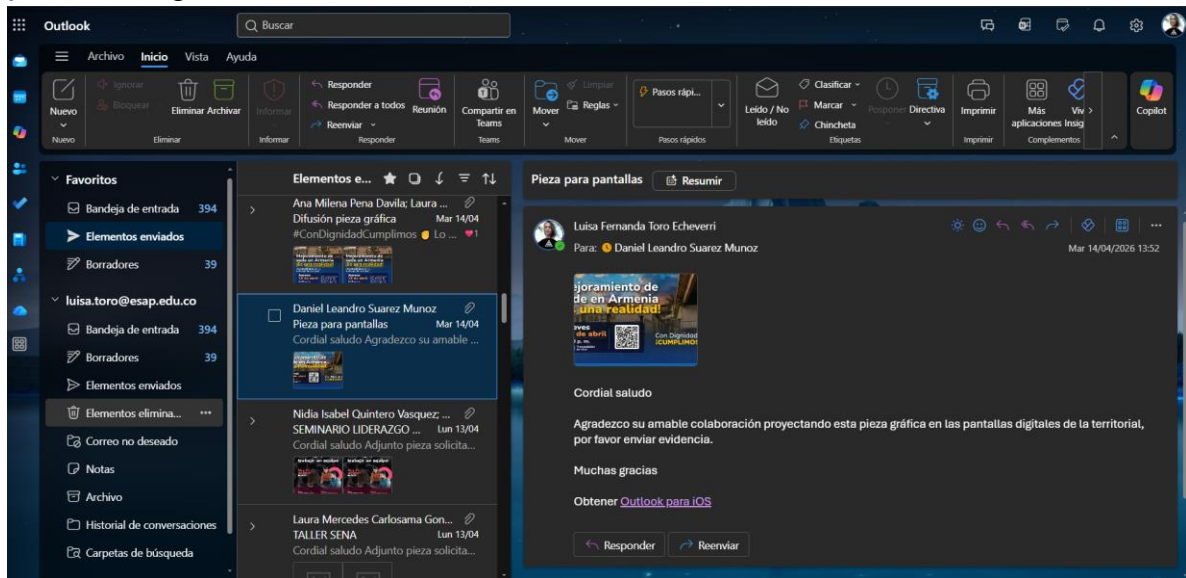 Outlook
Buscar
Archivo Inicio Vista Ayuda
Nuevo
Ignorar
Bloquear
Eliminar Archivar
Informar
Responder
Responder a todos
Reenviar
Reunión
Compartir en Teams
Mover
Limpiar
Reglas
Pasos rápi...
Leído / No leído
Clasificar
Marcar
Chincheta
Posponer
Directiva
Imprimir
Más aplicaciones
Viv
Insig
Copilot
Nuevo Eliminar Informar Responder Teams Mover Pasos rápidos Etiquetas Imprimir Complementos
Favoritos
Bandeja de entrada 394
Elementos enviados
Borradores 39
luisa.toro@esap.edu.co
Bandeja de entrada 394
Borradores 39
Elementos enviados
Elementos elimina... ...
Correo no deseado
Notas
Archivo
Historial de conversaciones
Carpetas de búsqueda
Elementos e...
Ana Milena Pena Davila; Laura ...
Difusión pieza gráfica Mar 14/04
#ConDignidadCumplimos Lo ... 1
Daniel Leandro Suarez Munoz
Pieza para pantallas Mar 14/04
Cordial saludo Agradezco su amable ...
Nidia Isabel Quintero Vasquez; ...
SEMINARIO LIDERAZGO ... Lun 13/04
Cordial saludo Adjunto pieza solicita...
Laura Mercedes Carlosama Gon...
TALLER SENA Lun 13/04
Cordial saludo Adjunto pieza solicita...
Pieza para pantallas Resumir
Luisa Fernanda Toro Echeverri
Para: Daniel Leandro Suarez Munoz
Mar 14/04/2026 13:52
ejoramiento de
de en Armenia
una realidad!
eves
de abril
p. m.
Con Dignidad
CUMPLIMOS
Cordial saludo
Agradezco su amable colaboración proyectando esta pieza gráfica en las pantallas digitales de la territorial,
por favor enviar evidencia.
Muchas gracias
Obtener Outlook para iOS
Responder Reenviar